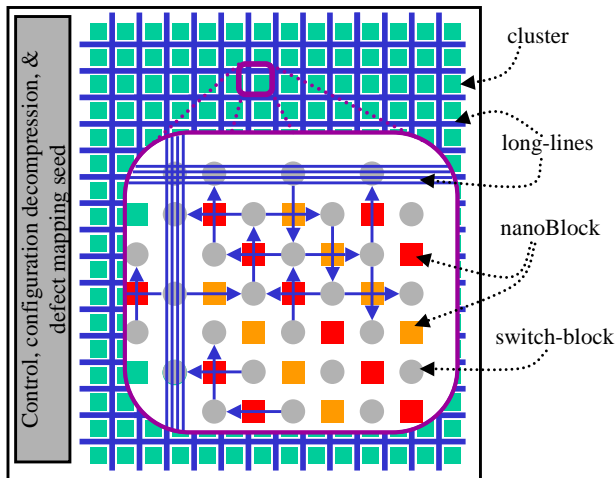 Control, configuration decompression, &
defect mapping seed
cluster
long-lines
nanoBlock
switch-block